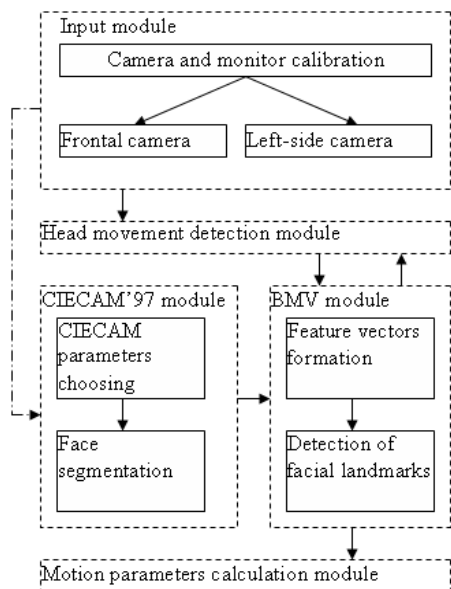 Input module
Camera and monitor calibration
Frontal camera
Left-side camera
Head movement detection module
CIECAM'97 module
CIECAM
parameters
choosing
Face
segmentation
BMV module
Feature vectors
formation
Detection of
facial landmarks
Motion parameters calculation module